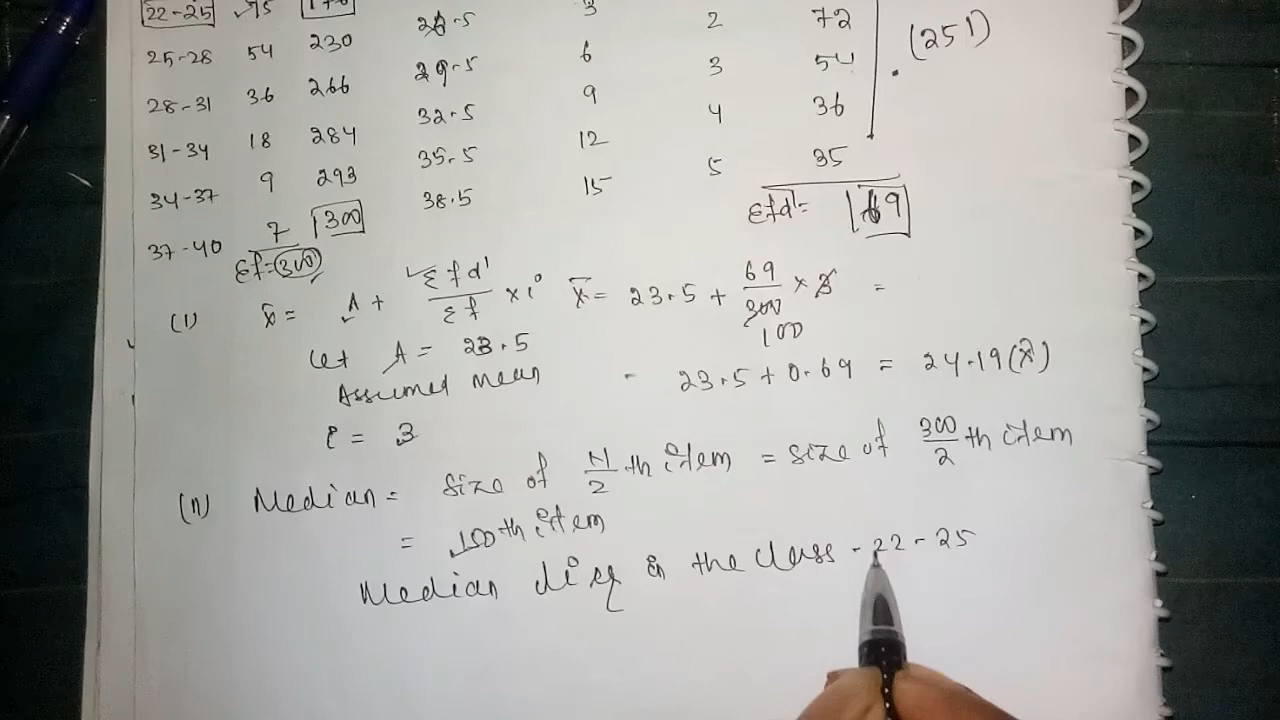 22-25 75 176 3
25-28 54 230 26.5 6 2 72
28-31 36 266 29.5 9 3 54
31-34 18 284 32.5 12 4 36
34-37 9 293 35.5 15 5 35
37-40 7 300 38.5 Σfd' = 69
Σf=300
(251)
(I) x̄ = A + Σfd' / Σf × i x̄ = 23.5 + 69/300 × 3 =
100
Let A = 23.5
Assumed mean = 23.5 + 0.69 = 24.19 (x̄)
i = 3
(II) Median = size of N/2 th item = size of 300/2 th item
= 150th item
Median lies in the class - 22-25